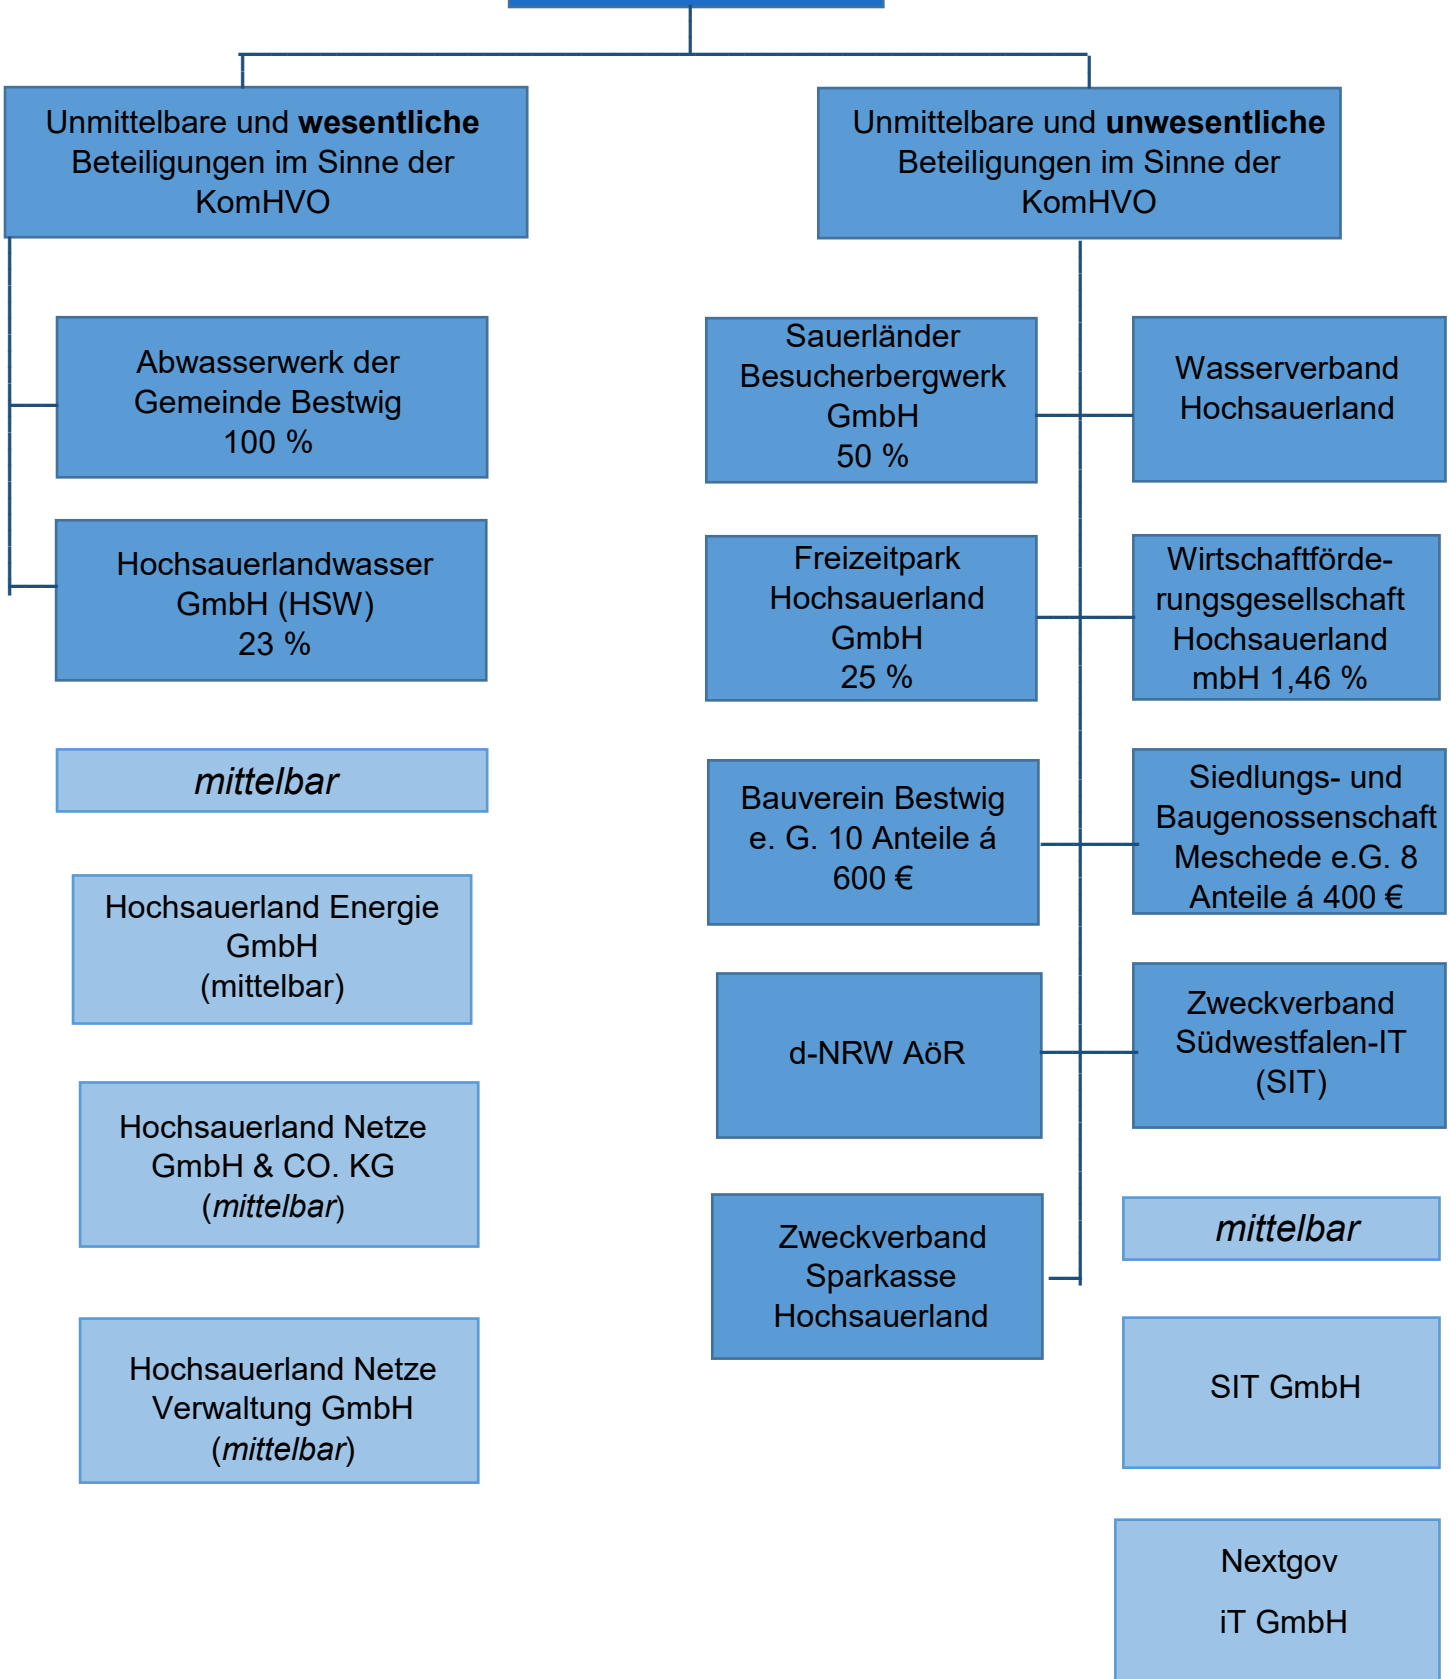 Unmittelbare und wesentliche
Beteiligungen im Sinne der
KomHVO
Unmittelbare und unwesentliche
Beteiligungen im Sinne der
KomHVO
Abwasserwerk der
Gemeinde Bestwig
100 %
Hochsauerlandwasser
GmbH (HSW)
23 %
mittelbar
Hochsauerland Energie
GmbH
(mittelbar)
Hochsauerland Netze
GmbH & CO. KG
(mittelbar)
Hochsauerland Netze
Verwaltung GmbH
(mittelbar)
Sauerländer
Besucherbergwerk
GmbH
50 %
Wasserverband
Hochsauerland
Freizeitpark
Hochsauerland
GmbH
25 %
Wirtschaftförde-
rungsgesellschaft
Hochsauerland
mbH 1,46 %
Bauverein Bestwig
e. G. 10 Anteile á
600 €
Siedlungs- und
Baugenossenschaft
Meschede e.G. 8
Anteile á 400 €
d-NRW AöR
Zweckverband
Südwestfalen-IT
(SIT)
Zweckverband
Sparkasse
Hochsauerland
mittelbar
SIT GmbH
Nextgov
iT GmbH